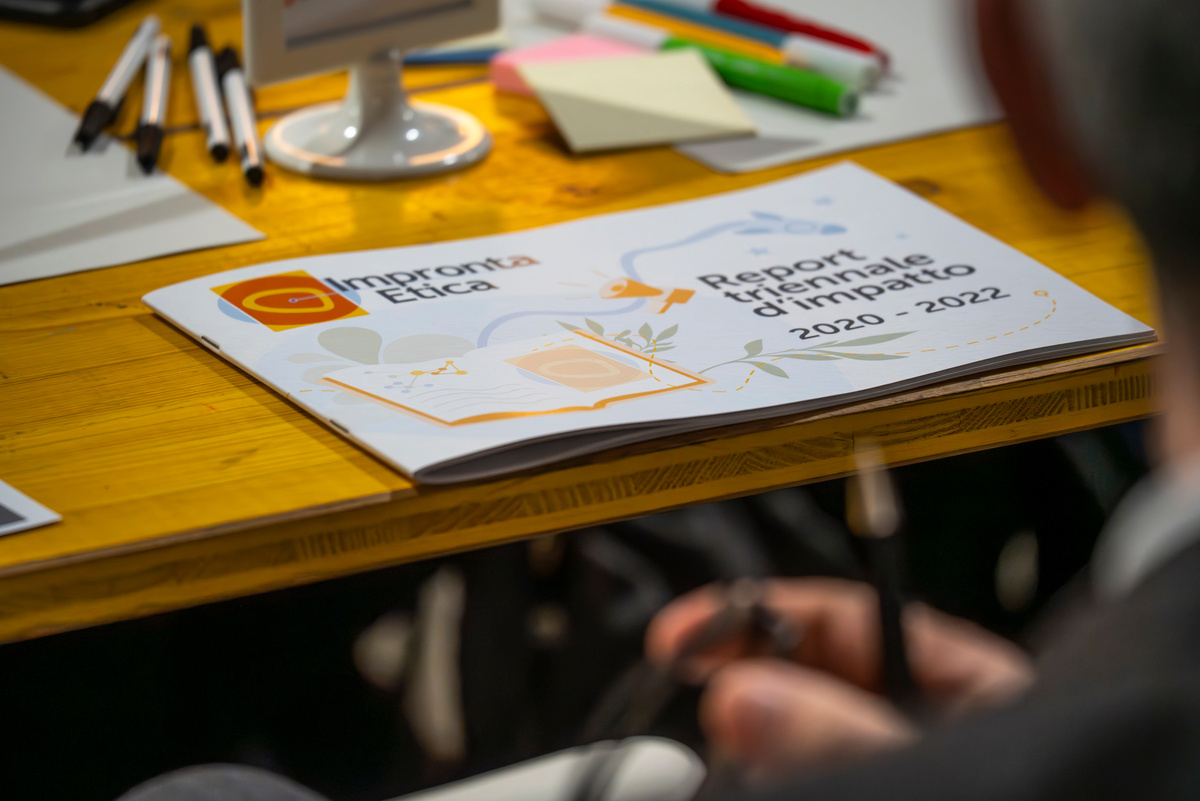 Impronta
Etica
Report
triennale
d'impatto
2020 - 2022